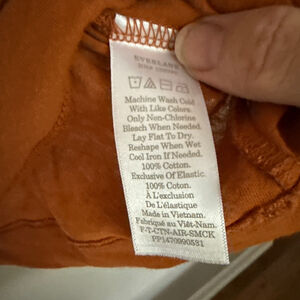 EVERLANE
Machine Wash Cold
With Like Colors.
Only Non-Chlorine
Bleach When Needed.
Lay Flat To Dry.
Reshape When Wet
Cool Iron If Needed.
100% Cotton.
Exclusive Of Elastic.
100% Coton.
À L'exclusion
De L'élastique
Made in Vietnam.
Fabriqué au Việt-Nam.
F-T-CTN-AIR-SMCK
PP1470990531